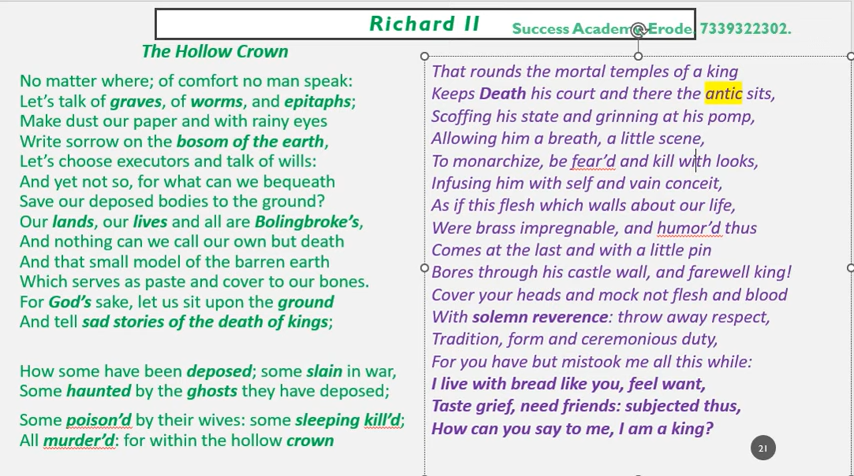 Richard II
Success Academy Erode. 7339322302.
The Hollow Crown
No matter where; of comfort no man speak:
Let's talk of graves, of worms, and epitaphs;
Make dust our paper and with rainy eyes
Write sorrow on the bosom of the earth,
Let's choose executors and talk of wills:
And yet not so, for what can we bequeath
Save our deposed bodies to the ground?
Our lands, our lives and all are Bolingbroke's,
And nothing can we call our own but death
And that small model of the barren earth
Which serves as paste and cover to our bones.
For God's sake, let us sit upon the ground
And tell sad stories of the death of kings;
How some have been deposed; some slain in war,
Some haunted by the ghosts they have deposed;
Some poison'd by their wives: some sleeping kill'd;
All murder'd: for within the hollow crown
That rounds the mortal temples of a king
Keeps Death his court and there the antic sits,
Scoffing his state and grinning at his pomp,
Allowing him a breath, a little scene,
To monarchize, be fear'd and kill with looks,
Infusing him with self and vain conceit,
As if this flesh which walls about our life,
Were brass impregnable, and humor'd thus
Comes at the last and with a little pin
Bores through his castle wall, and farewell king!
Cover your heads and mock not flesh and blood
With solemn reverence: throw away respect,
Tradition, form and ceremonious duty,
For you have but mistook me all this while:
I live with bread like you, feel want,
Taste grief, need friends: subjected thus,
How can you say to me, I am a king?
21